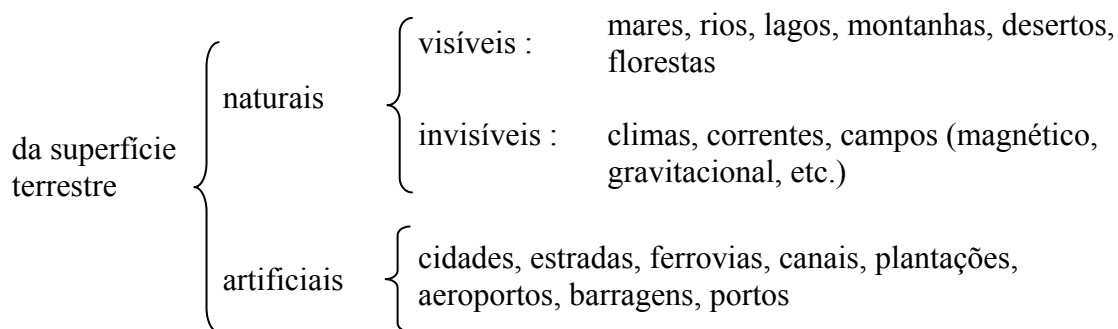 da superfície
terrestre
naturais
visíveis :
mares, rios, lagos, montanhas, desertos,
florestas
invisíveis :
climas, correntes, campos (magnético,
gravitacional, etc.)
artificiais
cidades, estradas, ferrovias, canais, plantações,
aeroportos, barragens, portos